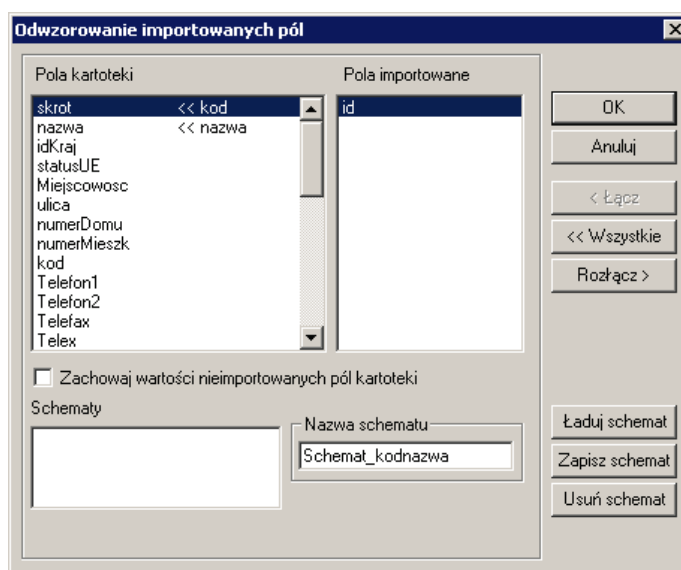 Odwzorowanie importowanych pól
Pola kartoteki
Pola importowane
skrot << kod
nazwa << nazwa
idKraj
statusUE
Miejscowosc
ulica
numerDomu
numerMieszk
kod
Telefon1
Telefon2
Telefax
Telex
id
OK
Anuluj
< Łącz
<< Wszystkie
Rozłącz >
Zachowaj wartości nieimportowanych pól kartoteki
Schematy
Nazwa schematu
Schemat_kodnazwa
Ładuj schemat
Zapisz schemat
Usuń schemat